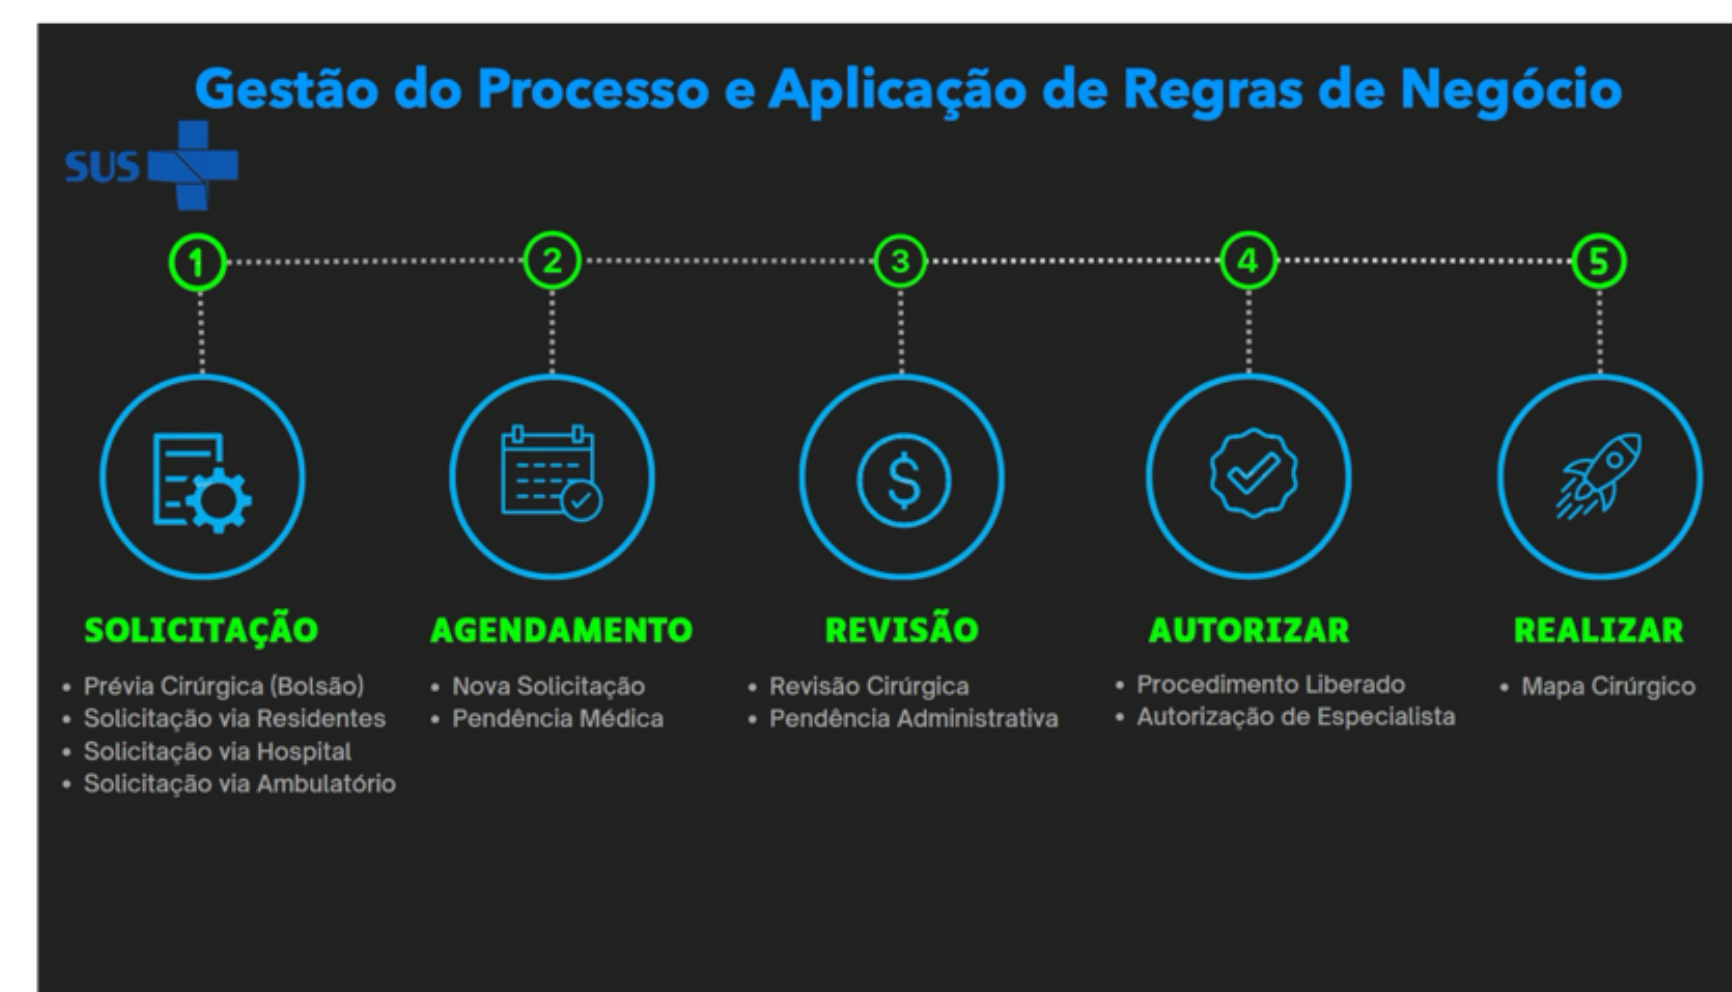 Gestão do Processo e Aplicação de Regras de Negócio
SUS
1
2
3
4
5
$
SOLICITAÇÃO
• Prévia Cirúrgica (Bolsão)
• Solicitação via Residentes
• Solicitação via Hospital
• Solicitação via Ambulatório
AGENDAMENTO
• Nova Solicitação
• Pendência Médica
REVISÃO
• Revisão Cirúrgica
• Pendência Administrativa
AUTORIZAR
• Procedimento Liberado
• Autorização de Especialista
REALIZAR
• Mapa Cirúrgico